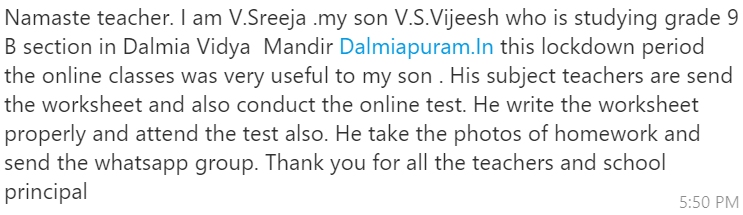 Namaste teacher. I am V.Sreeja .my son V.S.Vijeesh who is studying grade 9
B section in Dalmia Vidya  Mandir Dalmiapuram.In this lockdown period
the online classes was very useful to my son . His subject teachers are send
the worksheet and also conduct the online test. He write the worksheet
properly and attend the test also. He take the photos of homework and
send the whatsapp group. Thank you for all the teachers and school
principal
5:50 PM